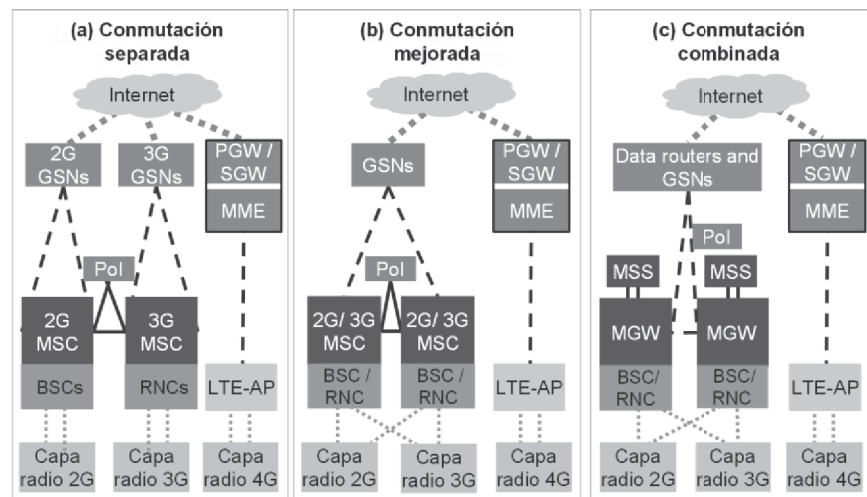 (a) Conmutación
separada
Internet
2G
GSNs
3G
GSNs
PGW /
SGW
MME
PoI
2G
MSC
3G
MSC
BSCs
RNCs
LTE-AP
Capa
radio 2G
Capa
radio 3G
Capa
radio 4G
(b) Conmutación
mejorada
Internet
GSNs
PGW /
SGW
MME
PoI
2G/ 3G
MSC
2G/ 3G
MSC
BSC /
RNC
BSC /
RNC
LTE-AP
Capa
radio 2G
Capa
radio 3G
Capa
radio 4G
(c) Conmutación
combinada
Internet
Data routers and
GSNs
PGW /
SGW
MME
PoI
MSS
MSS
MGW
MGW
BSC/
RNC
BSC/
RNC
LTE-AP
Capa
radio 2G
Capa
radio 3G
Capa
radio 4G